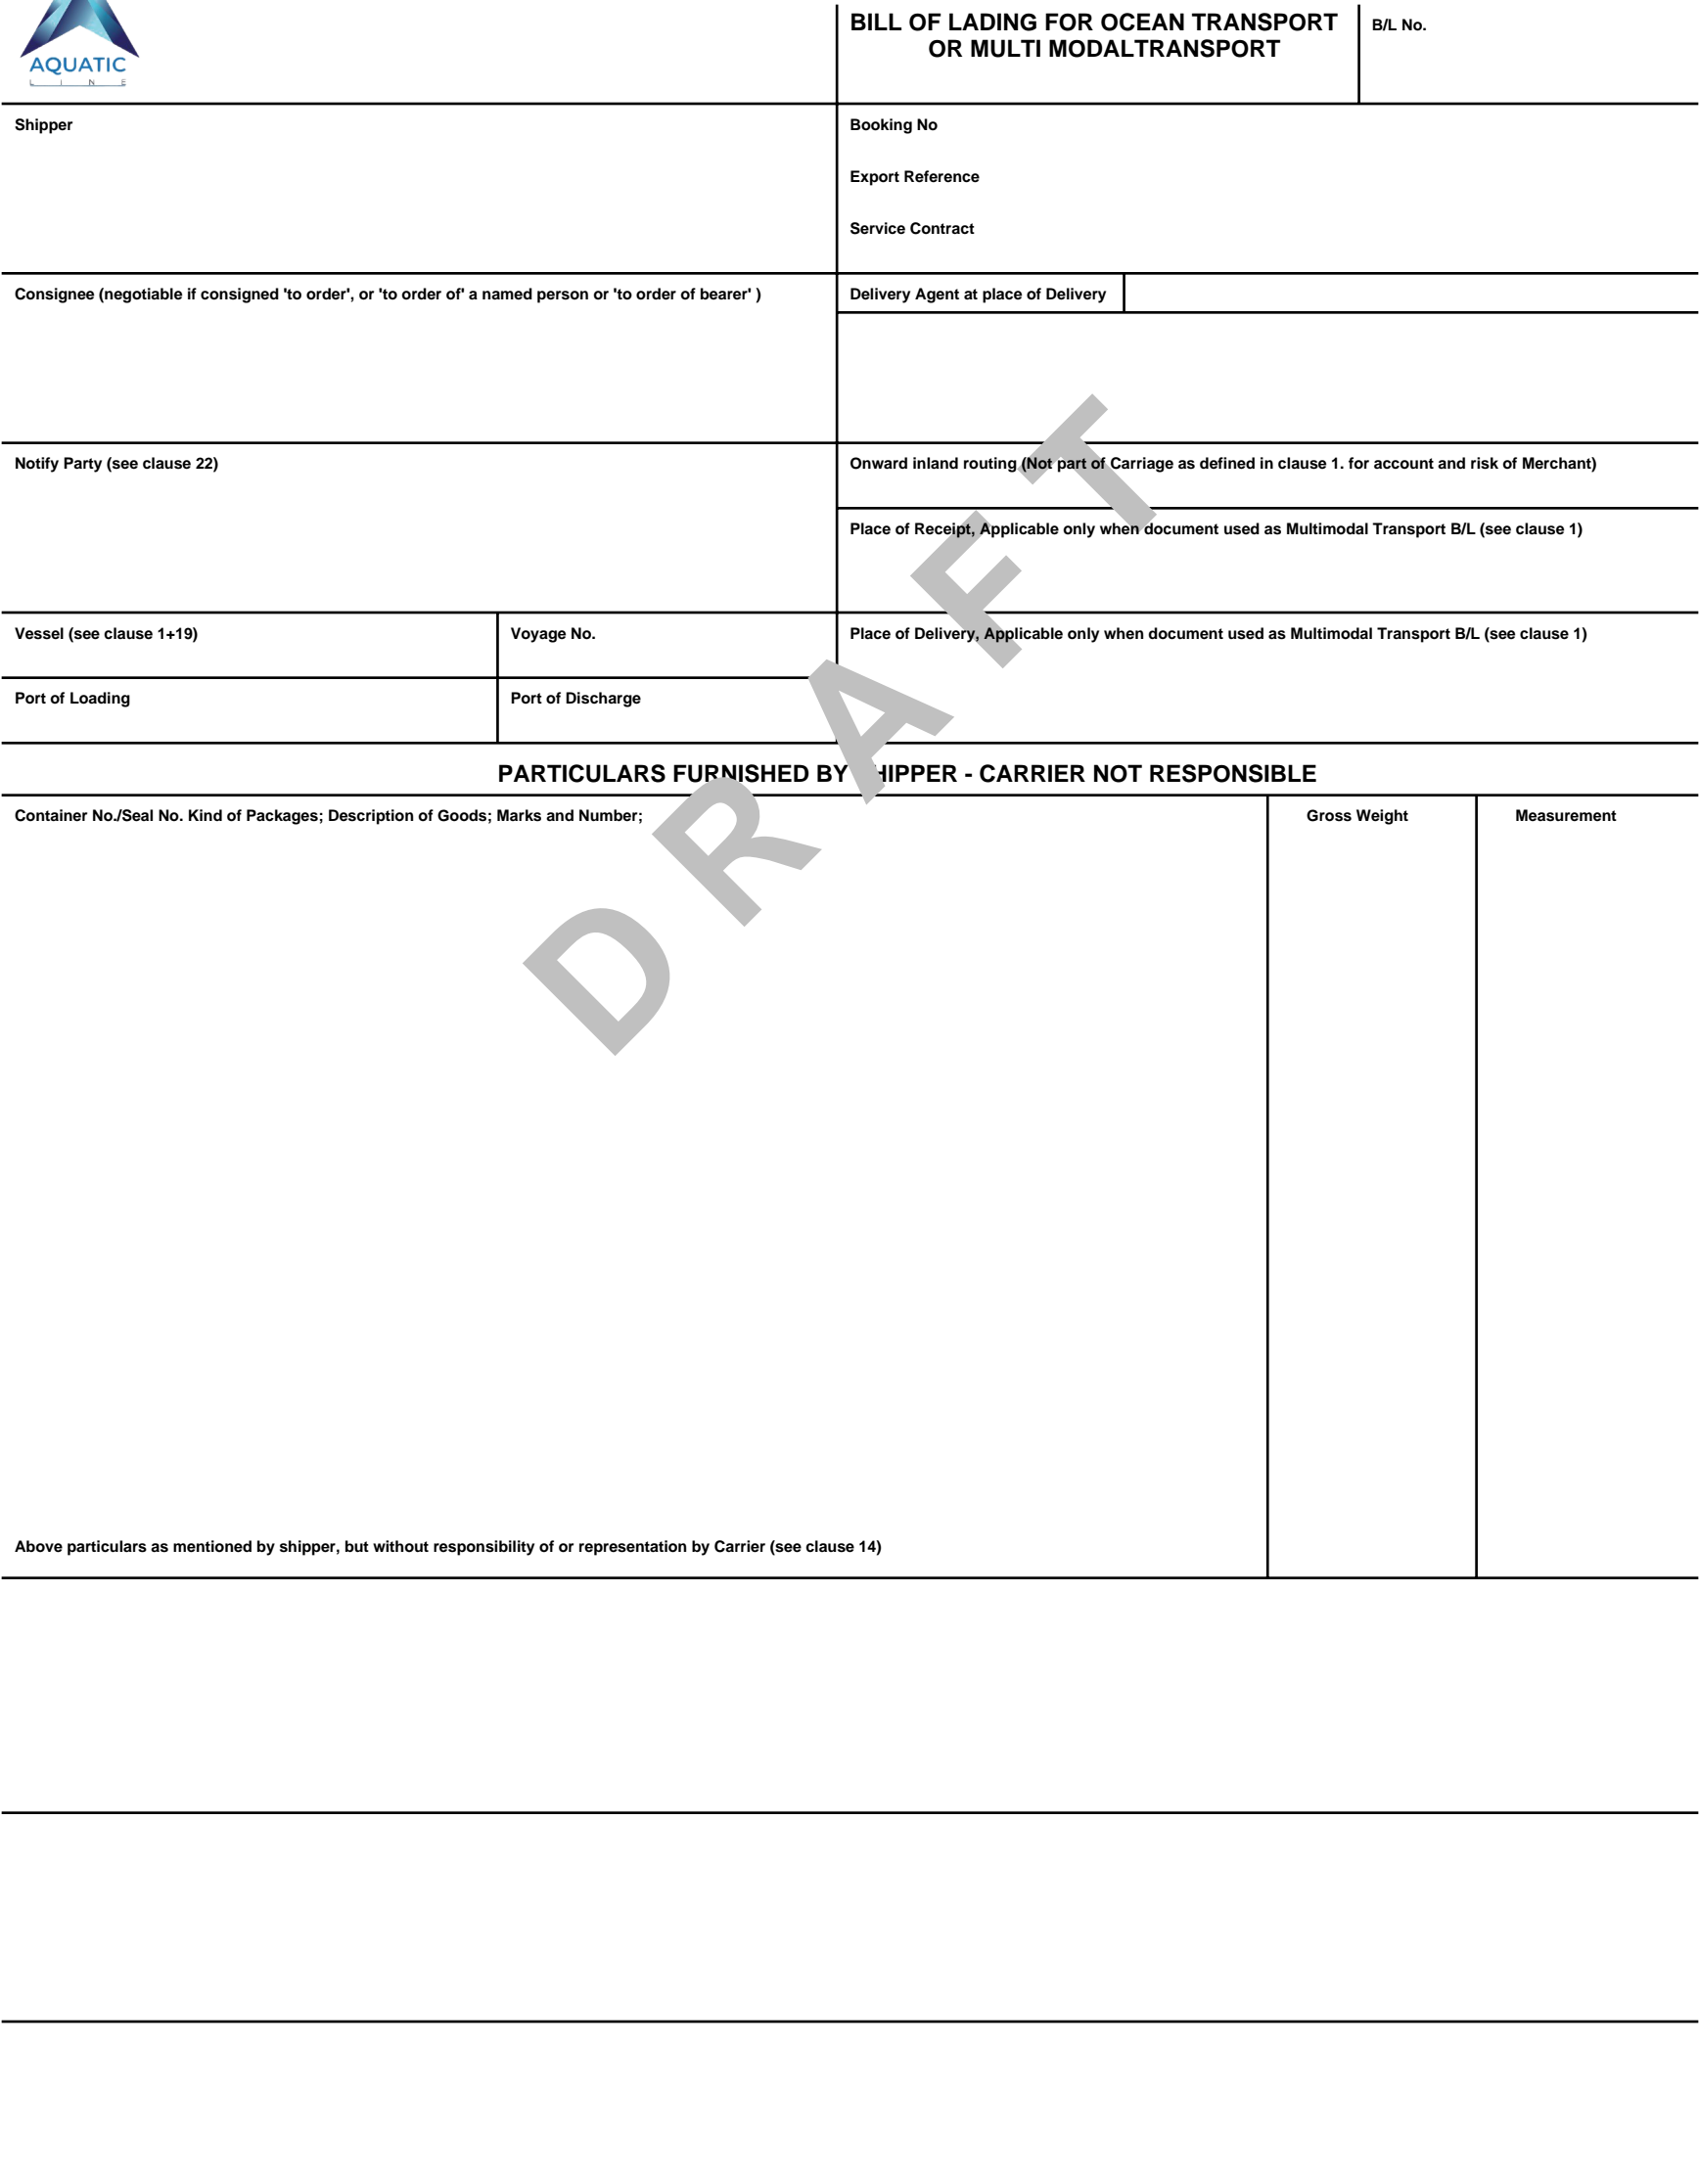 AQUATIC
LINE
BILL OF LADING FOR OCEAN TRANSPORT
OR MULTI MODALTRANSPORT
B/L No.
Shipper
Booking No
Export Reference
Service Contract
Consignee (negotiable if consigned 'to order', or 'to order of' a named person or 'to order of bearer' )
Delivery Agent at place of Delivery
Notify Party (see clause 22)
Onward inland routing (Not part of Carriage as defined in clause 1. for account and risk of Merchant)
Place of Receipt, Applicable only when document used as Multimodal Transport B/L (see clause 1)
Vessel (see clause 1+19)
Voyage No.
Place of Delivery, Applicable only when document used as Multimodal Transport B/L (see clause 1)
Port of Loading
Port of Discharge
PARTICULARS FURNISHED BY SHIPPER - CARRIER NOT RESPONSIBLE
Container No./Seal No. Kind of Packages; Description of Goods; Marks and Number;
Gross Weight
Measurement
DRAFT
Above particulars as mentioned by shipper, but without responsibility of or representation by Carrier (see clause 14)